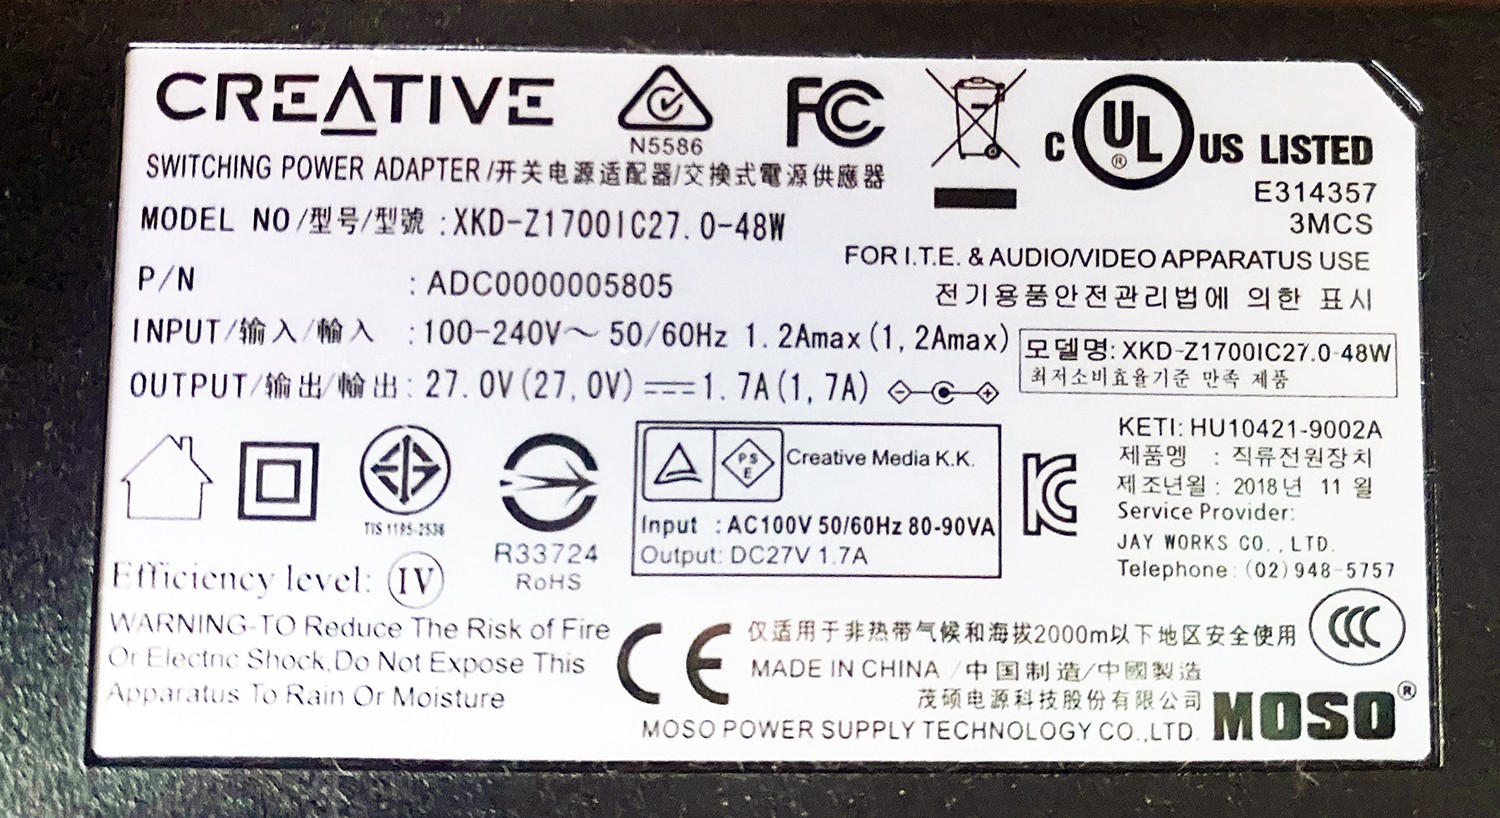 CREATIVE
N5586
FC
c UL ® US LISTED
E314357
3MCS
SWITCHING POWER ADAPTER/开关电源适配器/交换式電源供應器
MODEL NO/型号/型號 :XKD-Z1700IC27.0-48W
FOR I.T.E. & AUDIO/VIDEO APPARATUS USE
P/N : ADC0000005805
전기용품안전관리법에 의한 표시
INPUT/输入/輸入 :100-240V～ 50/60Hz 1.2Amax(1,2Amax)
모델명: XKD-Z1700IC27.0-48W
최저소비효율기준 만족 제품
OUTPUT/输出/輸出: 27.0V(27,0V) 1.7A(1,7A)
TIS 1195-2536
R33724
RoHS
PSE
Creative Media K.K.
Input : AC100V 50/60Hz 80-90VA
Output: DC27V 1.7A
KETI: HU10421-9002A
제품멩 : 직류전원장치
제조년월 : 2018년 11월
Service Provider:
JAY WORKS CO.,LTD.
Telephone: (02)948-5757
Efficiency level: IV
WARNING-TO Reduce The Risk of Fire
Or Electric Shock,Do Not Expose This
Apparatus To Rain Or Moisture
CE
仅适用于非热带气候和海拔2000m以下地区安全使用
CCC
MADE IN CHINA /中国制造/中國製造
茂硕电源科技股份有限公司
MOSO POWER SUPPLY TECHNOLOGY CO.,LTD.
MOSO®